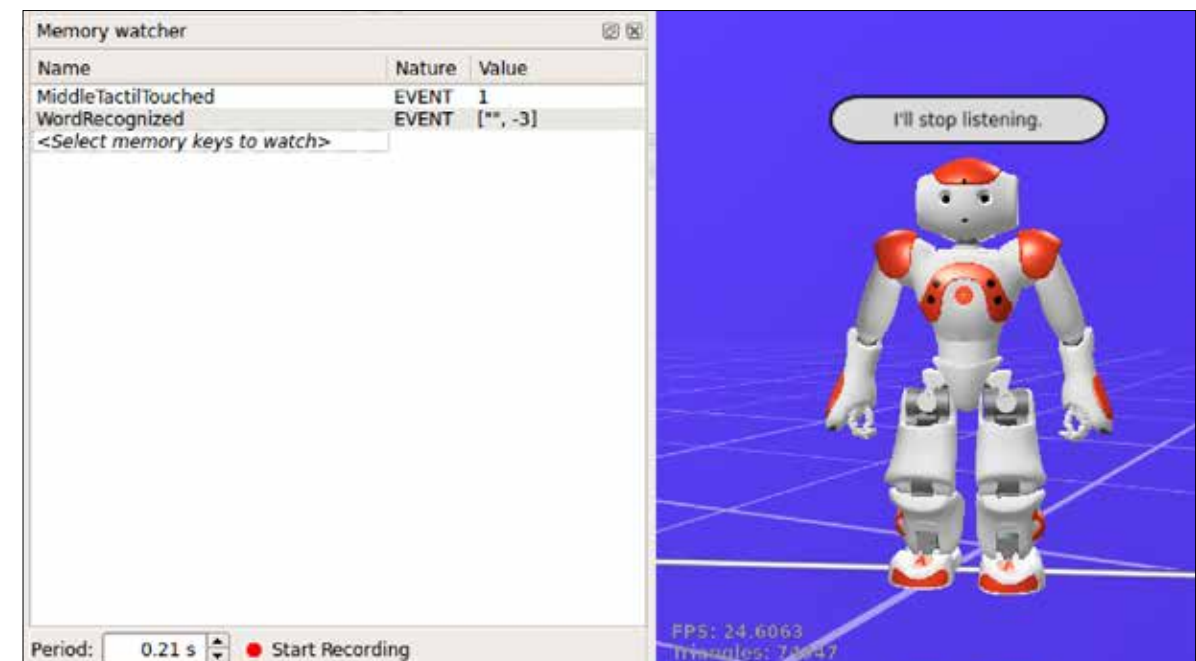 Memory watcher
Name Nature Value
MiddleTactilTouched EVENT 1
WordRecognized EVENT ["", -3]
<Select memory keys to watch>
Period: 0.21 s Start Recording
I'll stop listening.
FPS: 24.6063
Triangles: